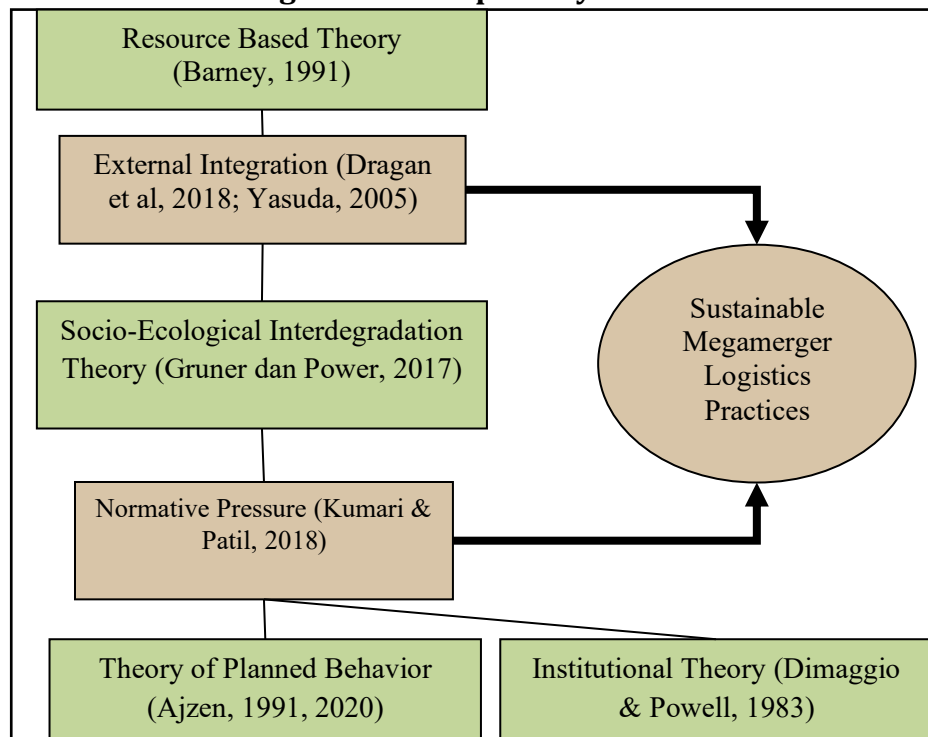 Resource Based Theory
(Barney, 1991)
External Integration (Dragan
et al, 2018; Yasuda, 2005)
Socio-Ecological Interdegradation
Theory (Gruner dan Power, 2017)
Sustainable
Megamerger
Logistics
Practices
Normative Pressure (Kumari &
Patil, 2018)
Theory of Planned Behavior
(Ajzen, 1991, 2020)
Institutional Theory (Dimaggio
& Powell, 1983)